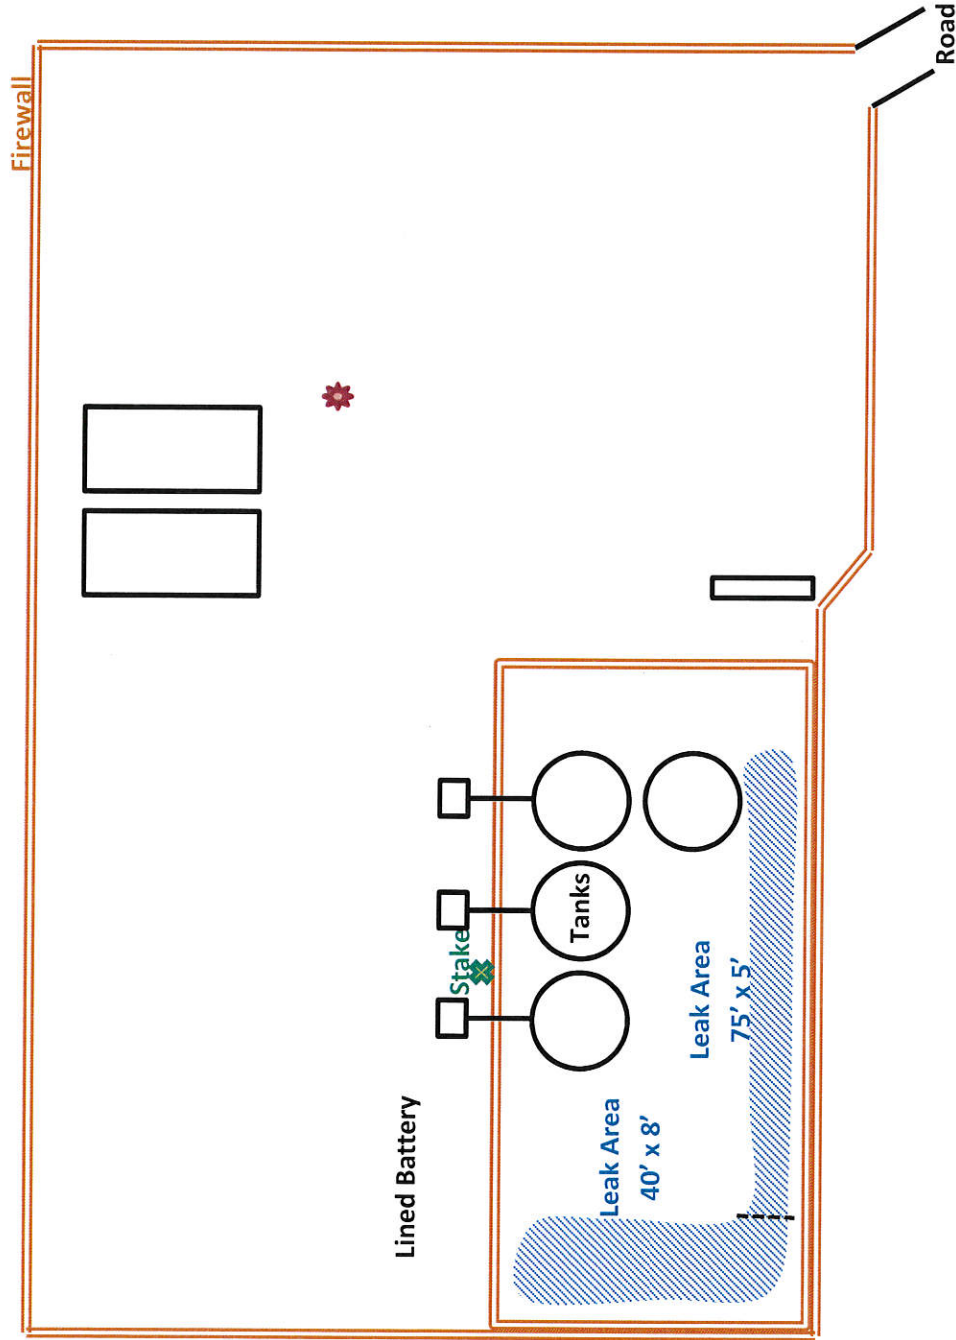 Firewall
Road
Stake
Tanks
Lined Battery
Leak Area
75’ x 5’
Leak Area
40’ x 8’